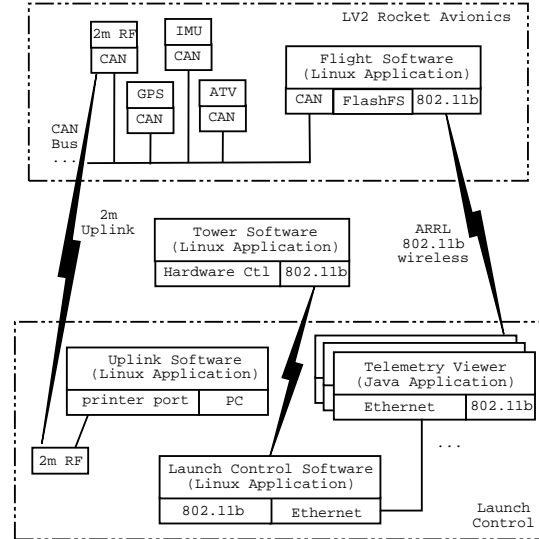 LV2 Rocket Avionics
2m RF
CAN
IMU
CAN
GPS
CAN
ATV
CAN
Flight Software
(Linux Application)
CAN
FlashFS
802.11b
CAN
Bus
...
2m
Uplink
Tower Software
(Linux Application)
Hardware Ctl
802.11b
ARRL
802.11b
wireless
Uplink Software
(Linux Application)
printer port
PC
2m RF
Telemetry Viewer
(Java Application)
Ethernet
802.11b
...
Launch Control Software
(Linux Application)
802.11b
Ethernet
Launch
Control